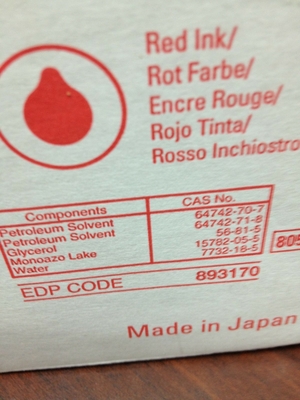 Red Ink/
Rot Farbe/
Encre Rouge/
Rojo Tinta/
Rosso Inchiostro
Components CAS No.
Petroleum Solvent 64742-70-7
Petroleum Solvent 64742-71-8
Glycerol 56-81-5
Monoazo Lake 15782-05-5
Water 7732-18-5
805
EDP CODE 893170
Made in Japan